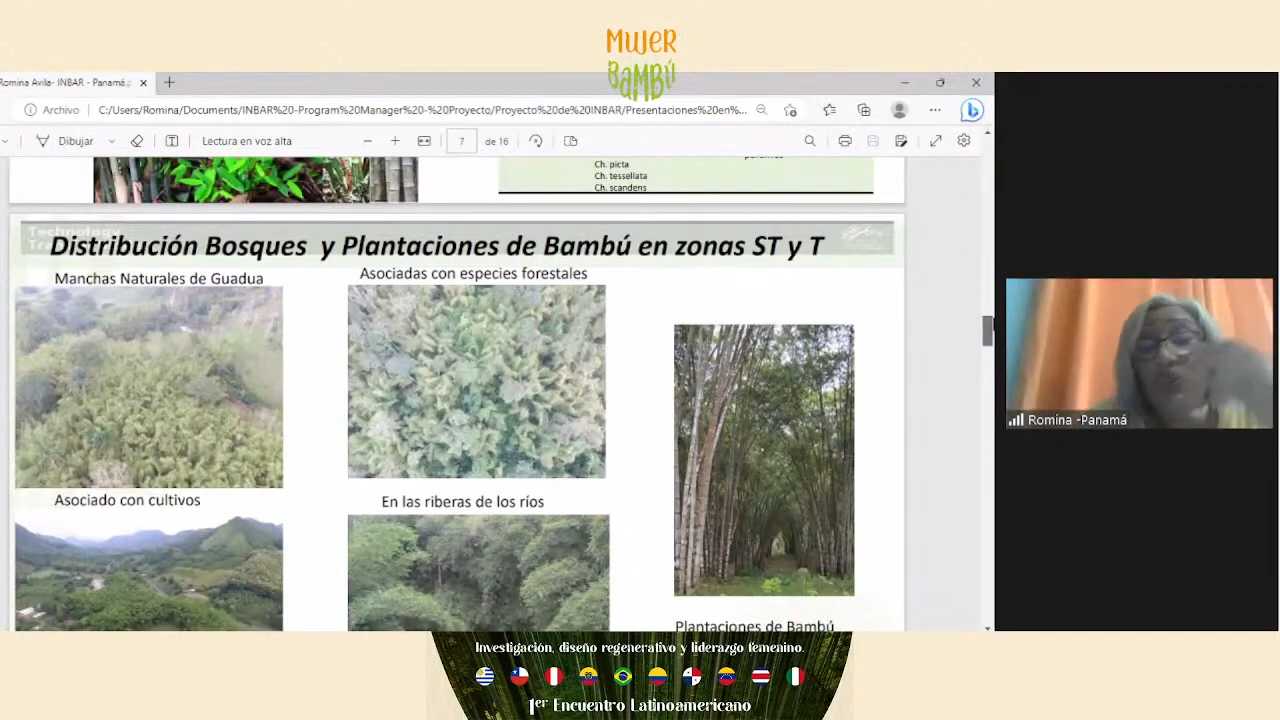 MUJER
BAMBÚ
Romina Avila- INBAR - Panamá.p
Archivo
C:/Users/Romina/Documents/INBAR%20-Program%20Manager%20-%20Proyecto/Proyecto%20de%20INBAR/Presentaciones%20en%...
Dibujar
Lectura en voz alta
7
de 16
Ch. picta
Ch. tessellata
Ch. scandens
Technology
Distribución Bosques y Plantaciones de Bambú en zonas ST y T
Manchas Naturales de Guadua
Asociadas con especies forestales
Asociado con cultivos
En las riberas de los ríos
Plantaciones de Bambú
Romina -Panamá
Investigación, diseño regenerativo y liderazgo femenino.
1er Encuentro Latinoamericano